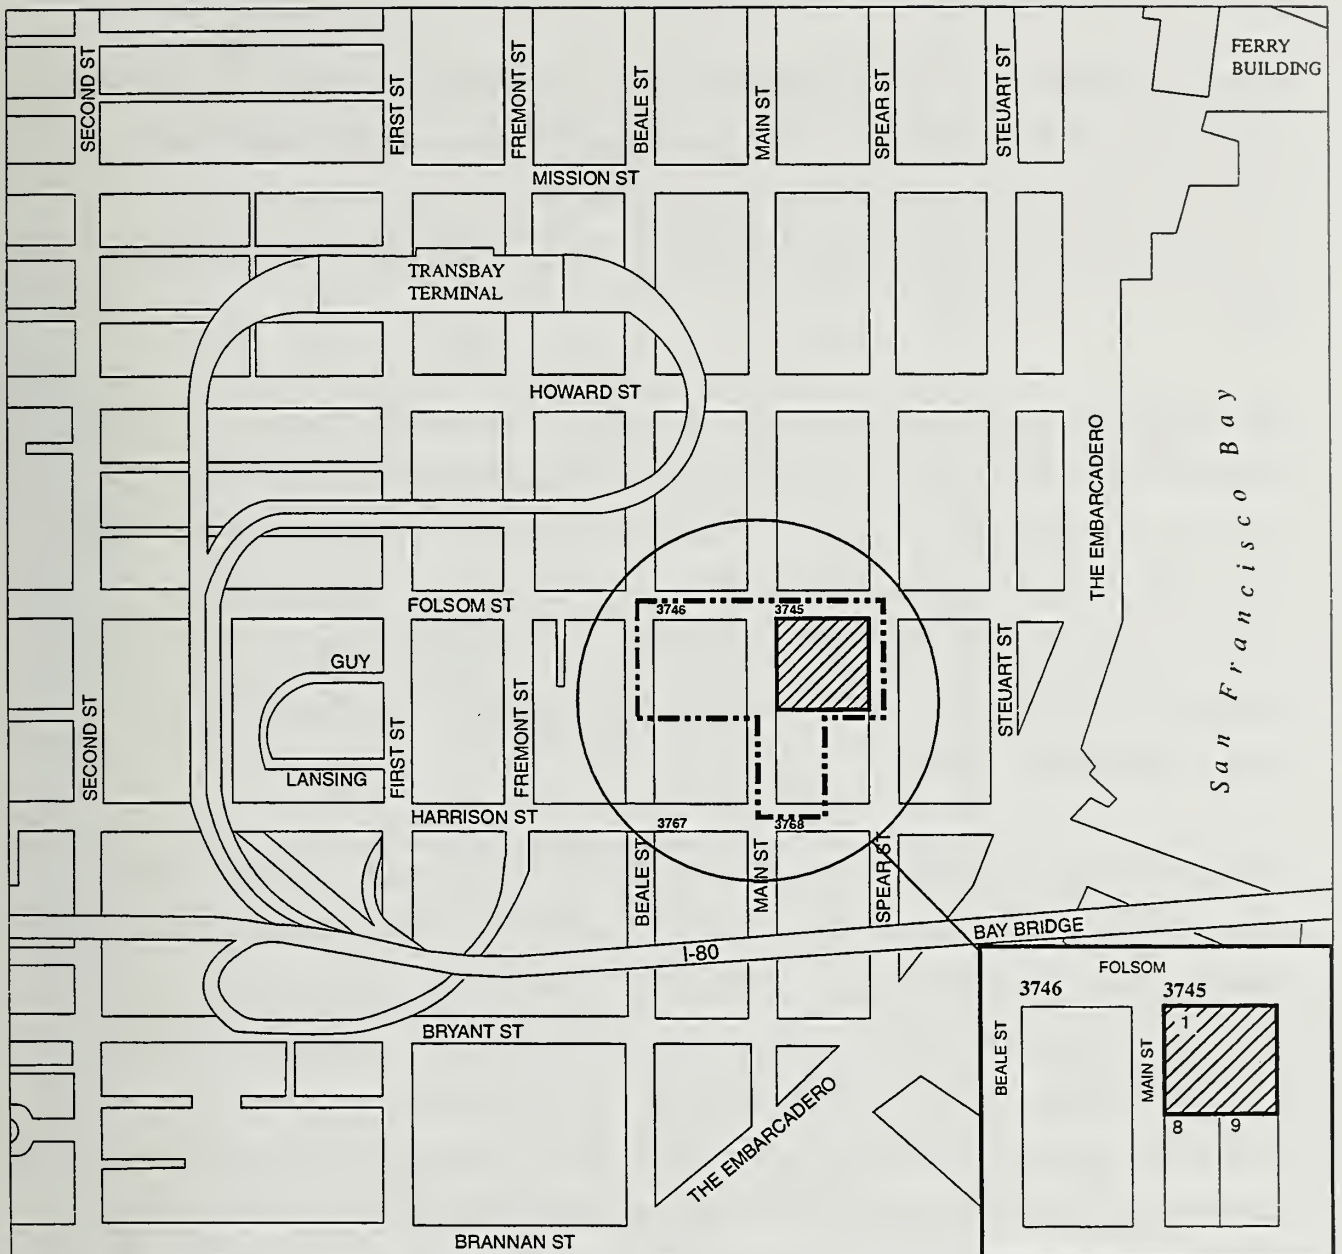 FERRY
BUILDING
SECOND ST
FIRST ST
FREMONT ST
BEALE ST
MAIN ST
SPEAR ST
STEUART ST
MISSION ST
TRANSBAY
TERMINAL
HOWARD ST
THE EMBARCADERO
San Francisco Bay
FOLSOM ST
3746
3745
GUY
LANSING
SECOND ST
FIRST ST
FREMONT ST
STEUART ST
HARRISON ST
3767
3768
BEALE ST
MAIN ST
SPEAR ST
BAY BRIDGE
I-80
BRYANT ST
THE EMBARCADERO
BRANNAN ST
FOLSOM
3746
3745
BEALE ST
MAIN ST
1
8
9